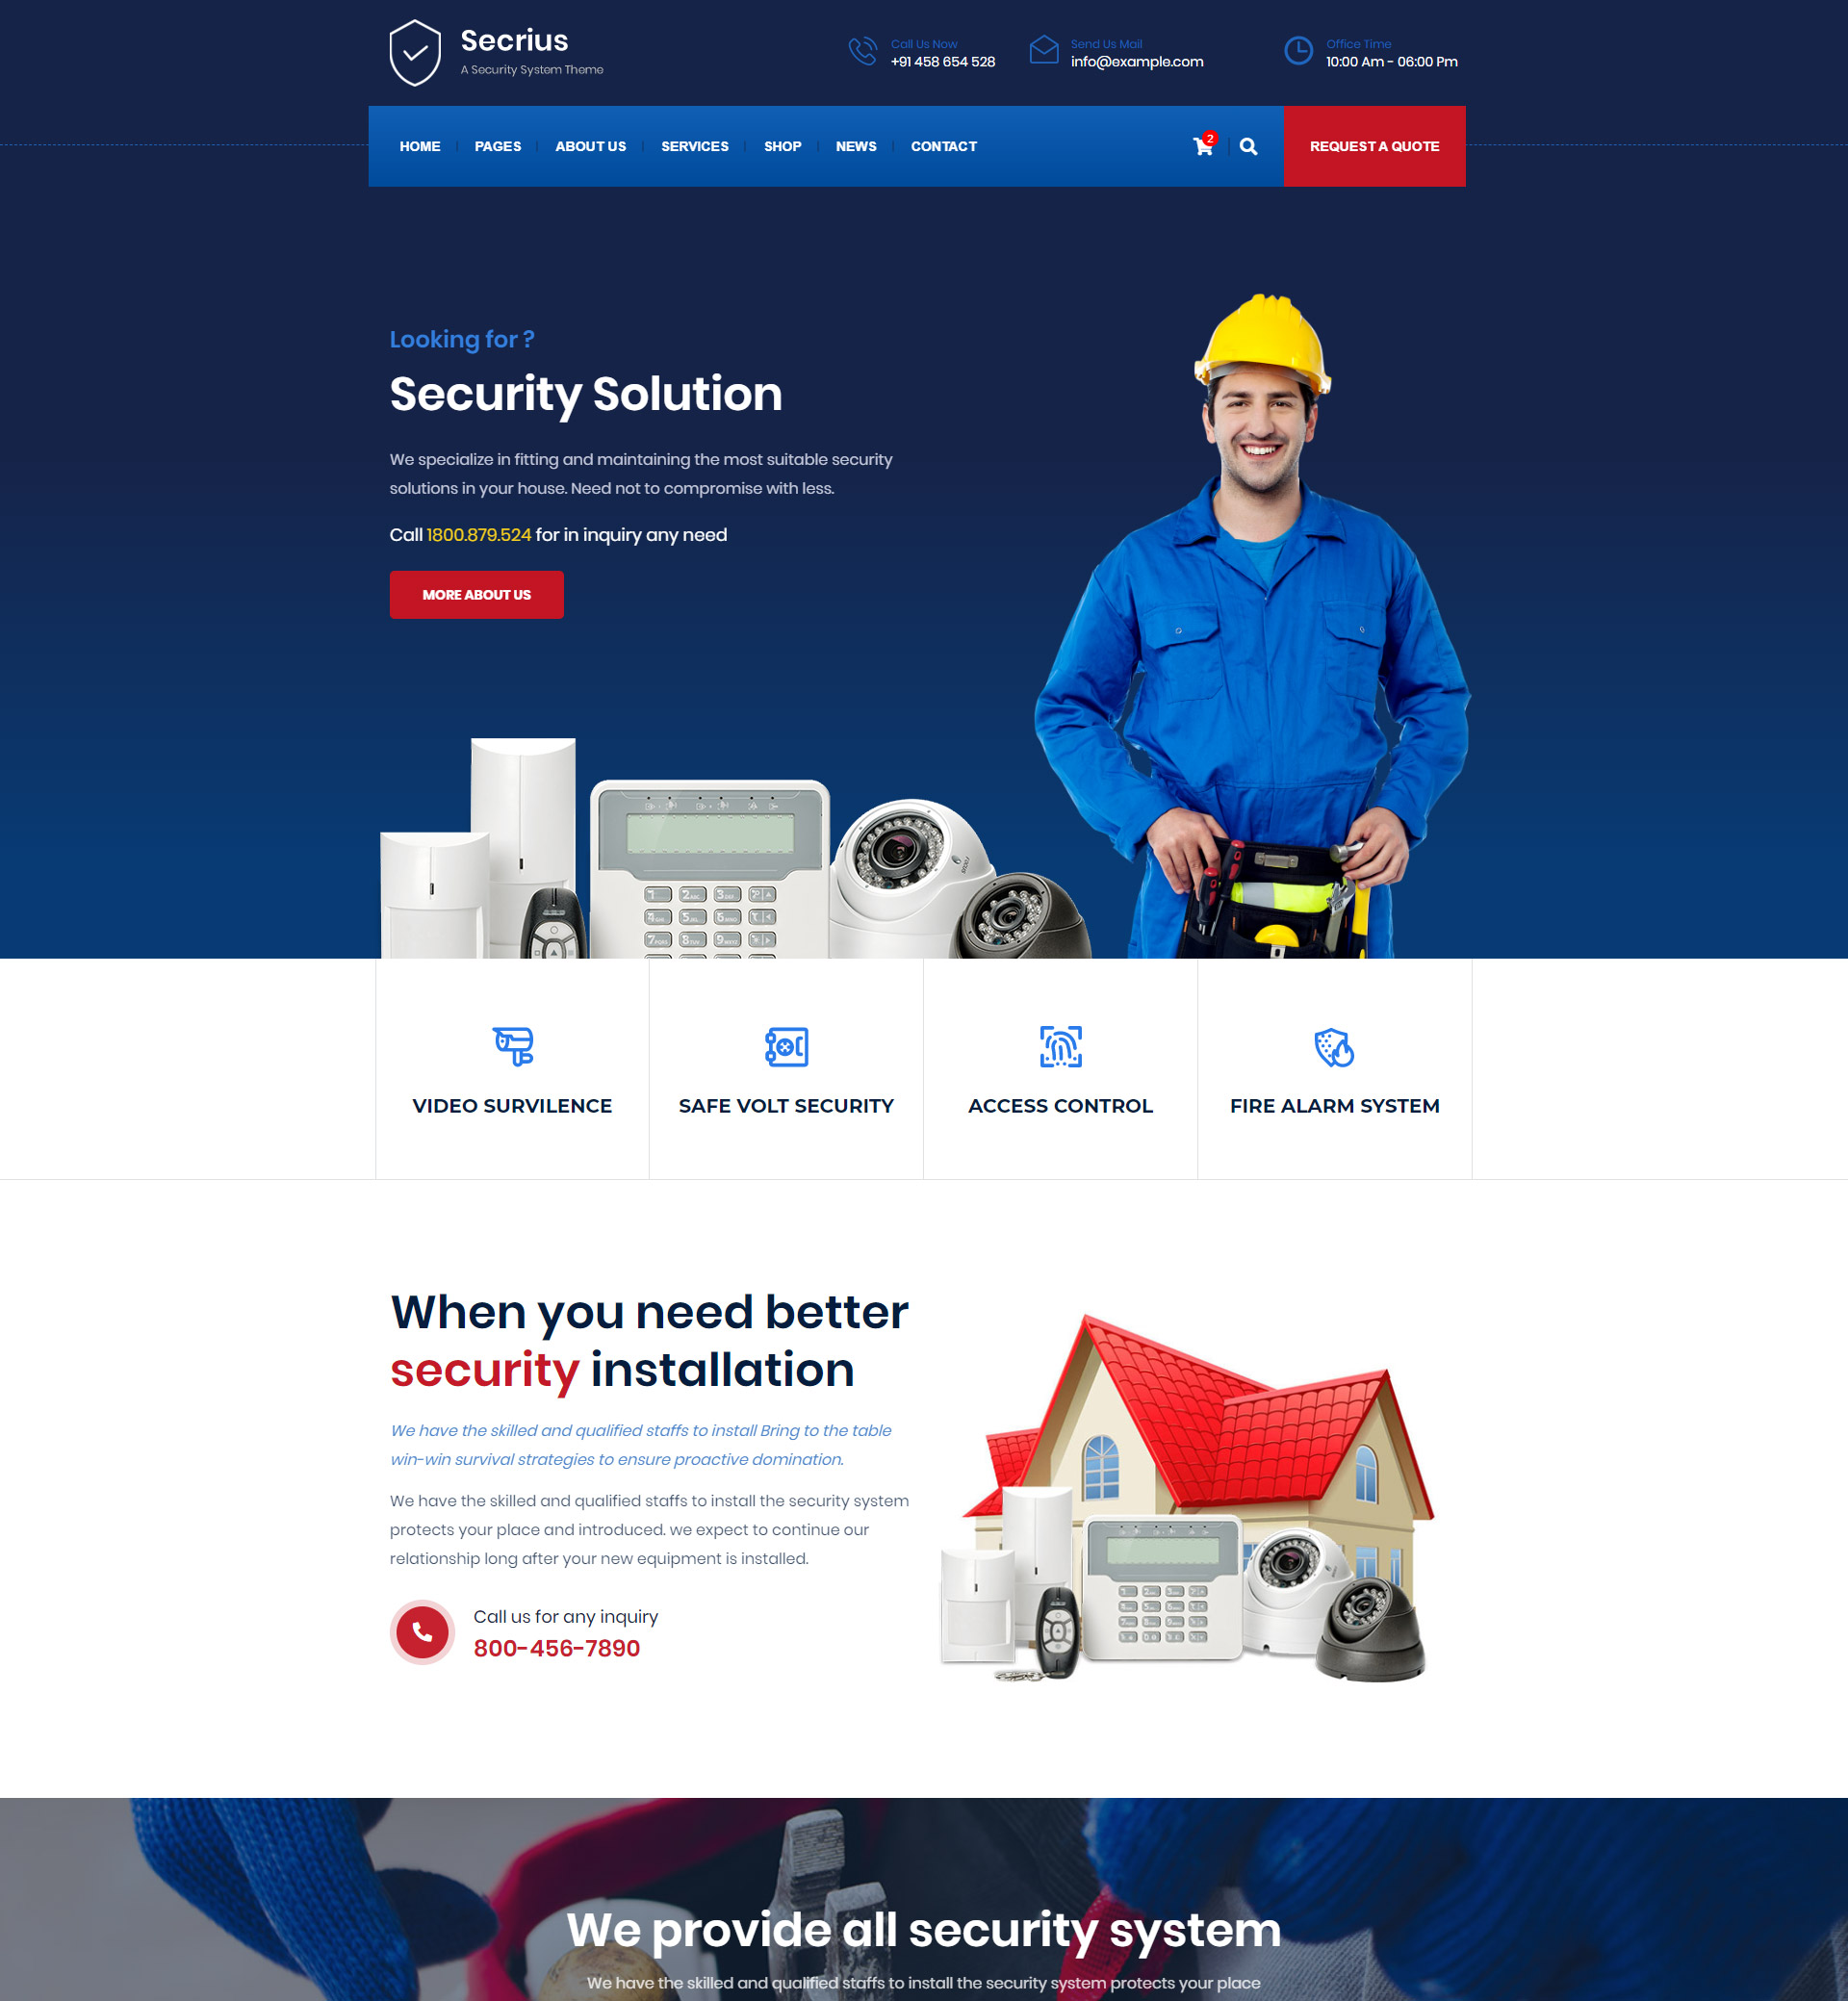 Secrius
A Security System Theme
Call Us Now
+91 458 654 528
Send Us Mail
info@example.com
Office Time
10:00 Am - 06:00 Pm
HOME
PAGES
ABOUT US
SERVICES
SHOP
NEWS
CONTACT
2
REQUEST A QUOTE
Looking for ?
Security Solution
We specialize in fitting and maintaining the most suitable security
solutions in your house. Need not to compromise with less.
Call 1800.879.524 for in inquiry any need
MORE ABOUT US
VIDEO SURVILENCE
SAFE VOLT SECURITY
ACCESS CONTROL
FIRE ALARM SYSTEM
When you need better
security installation
We have the skilled and qualified staffs to install Bring to the table
win-win survival strategies to ensure proactive domination.
We have the skilled and qualified staffs to install the security system
protects your place and introduced. we expect to continue our
relationship long after your new equipment is installed.
Call us for any inquiry
800-456-7890
We provide all security system
We have the skilled and qualified staffs to install the security system protects your place